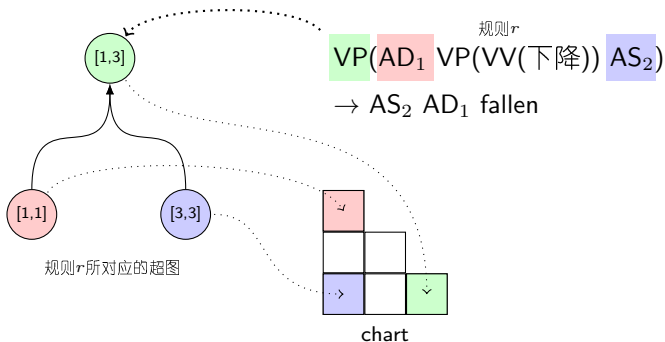 规则r
[1,3]
VP(AD₁ VP(VV(下降)) AS₂)
→ AS₂ AD₁ fallen
[1,1]
[3,3]
规则r所对应的超图
chart